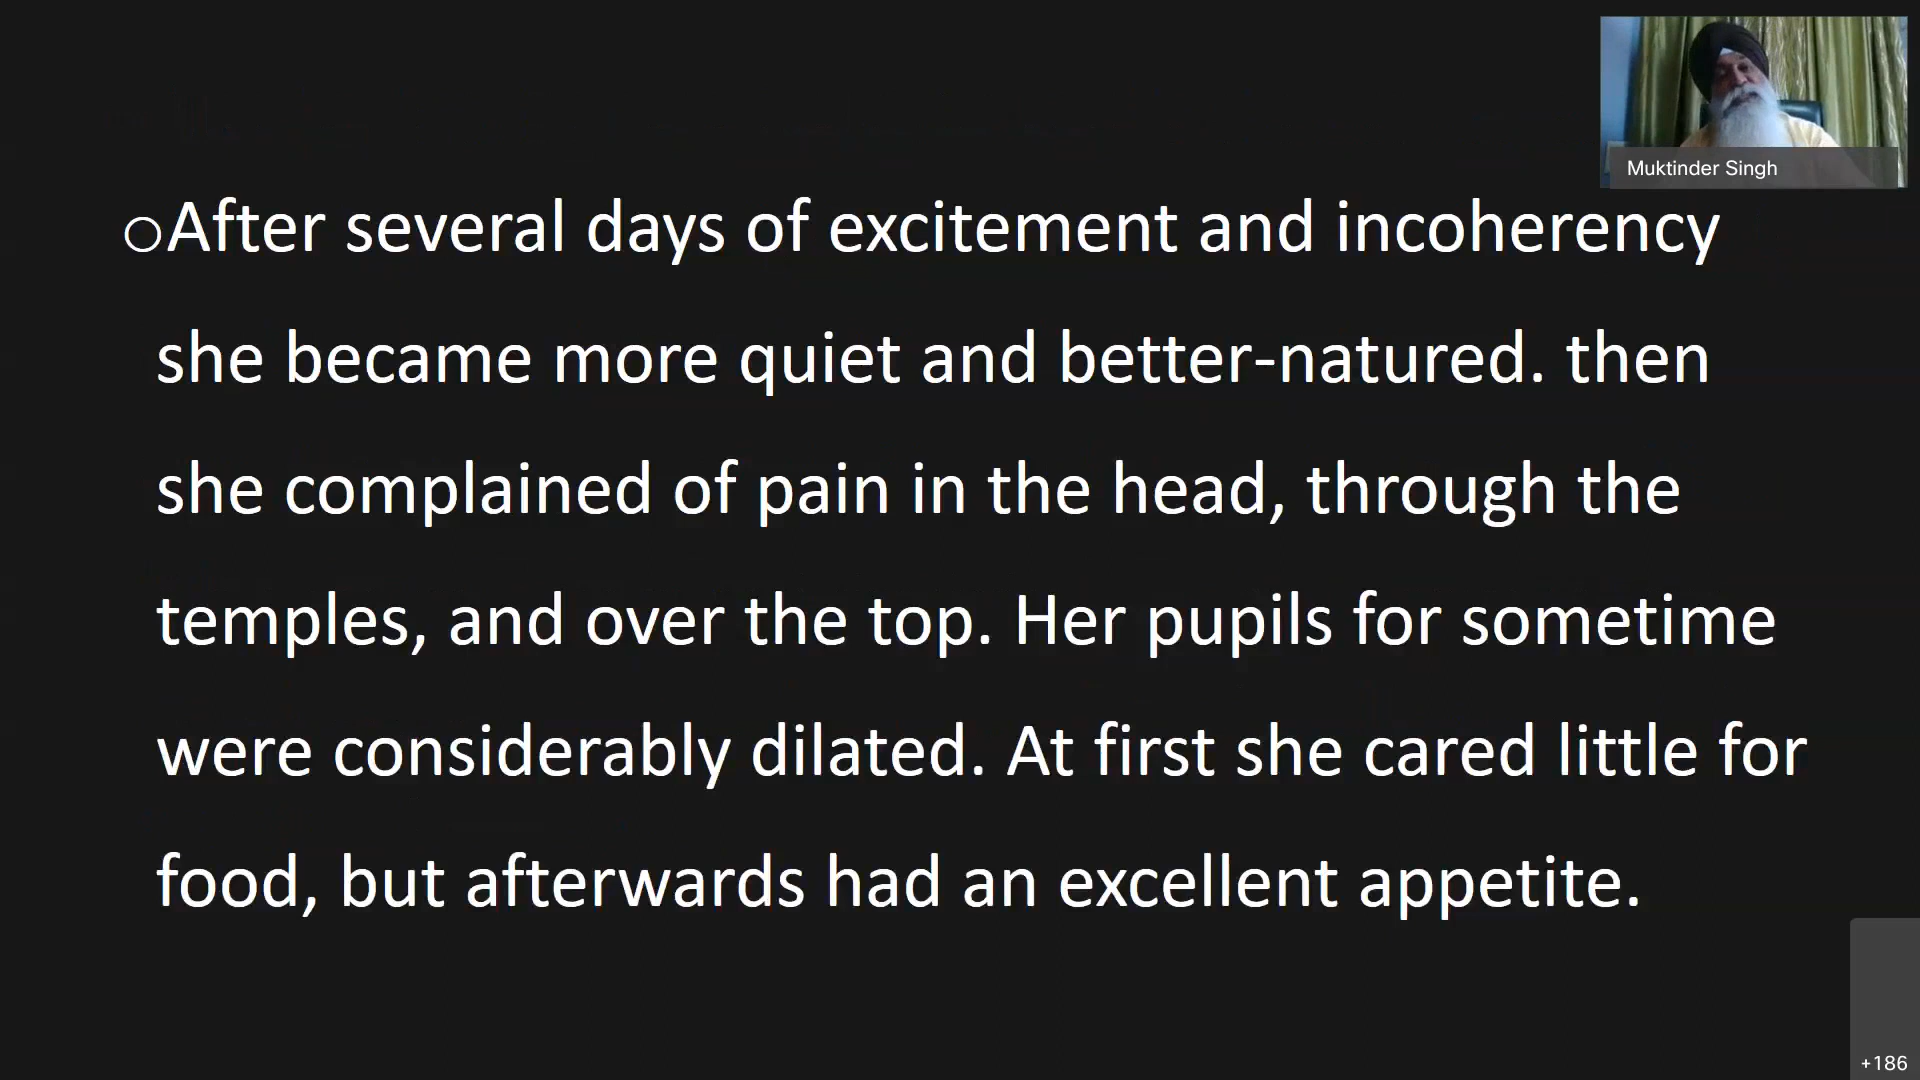 Muktinder Singh
oAfter several days of excitement and incoherency
she became more quiet and better-natured. then
she complained of pain in the head, through the
temples, and over the top. Her pupils for sometime
were considerably dilated. At first she cared little for
food, but afterwards had an excellent appetite.
+186